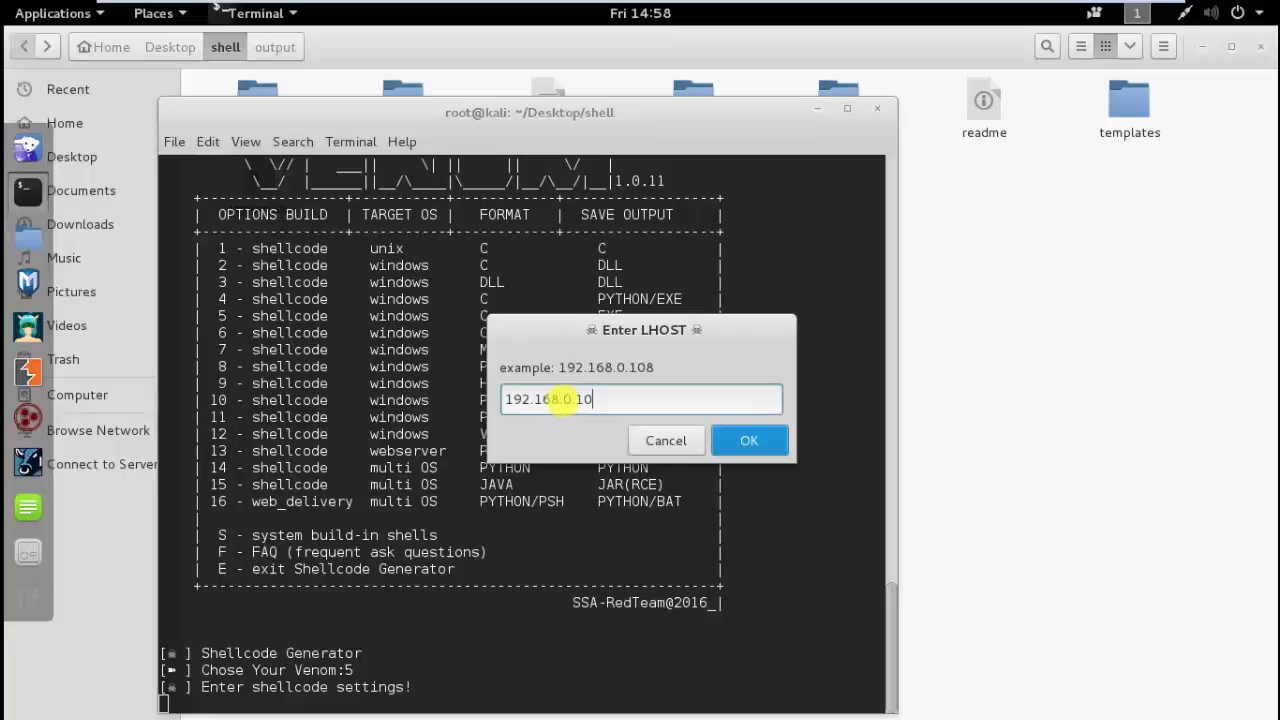 Applications Places Terminal Fri 14:58 1
Home Desktop shell output
Recent
Home
Desktop
Documents
Downloads
Music
Pictures
Videos
Trash
Computer
Browse Network
Connect to Server
readme
templates
root@kali: ~/Desktop/shell
File Edit View Search Terminal Help
1.0.11
OPTIONS BUILD | TARGET OS | FORMAT | SAVE OUTPUT
1 - shellcode unix C C
2 - shellcode windows C DLL
3 - shellcode windows DLL DLL
4 - shellcode windows C PYTHON/EXE
5 - shellcode windows C
6 - shellcode windows
7 - shellcode windows
8 - shellcode windows
9 - shellcode windows
10 - shellcode windows
11 - shellcode windows
12 - shellcode windows
13 - shellcode webserver
14 - shellcode multi OS PYTHON PYTHON
15 - shellcode multi OS JAVA JAR(RCE)
16 - web_delivery multi OS PYTHON/PSH PYTHON/BAT
S - system build-in shells
F - FAQ (frequent ask questions)
E - exit Shellcode Generator
SSA-RedTeam@2016_|
[☠ ] Shellcode Generator
[➽ ] Chose Your Venom:5
[☠ ] Enter shellcode settings!
☠ Enter LHOST ☠
example: 192.168.0.108
192.168.0.10
Cancel OK